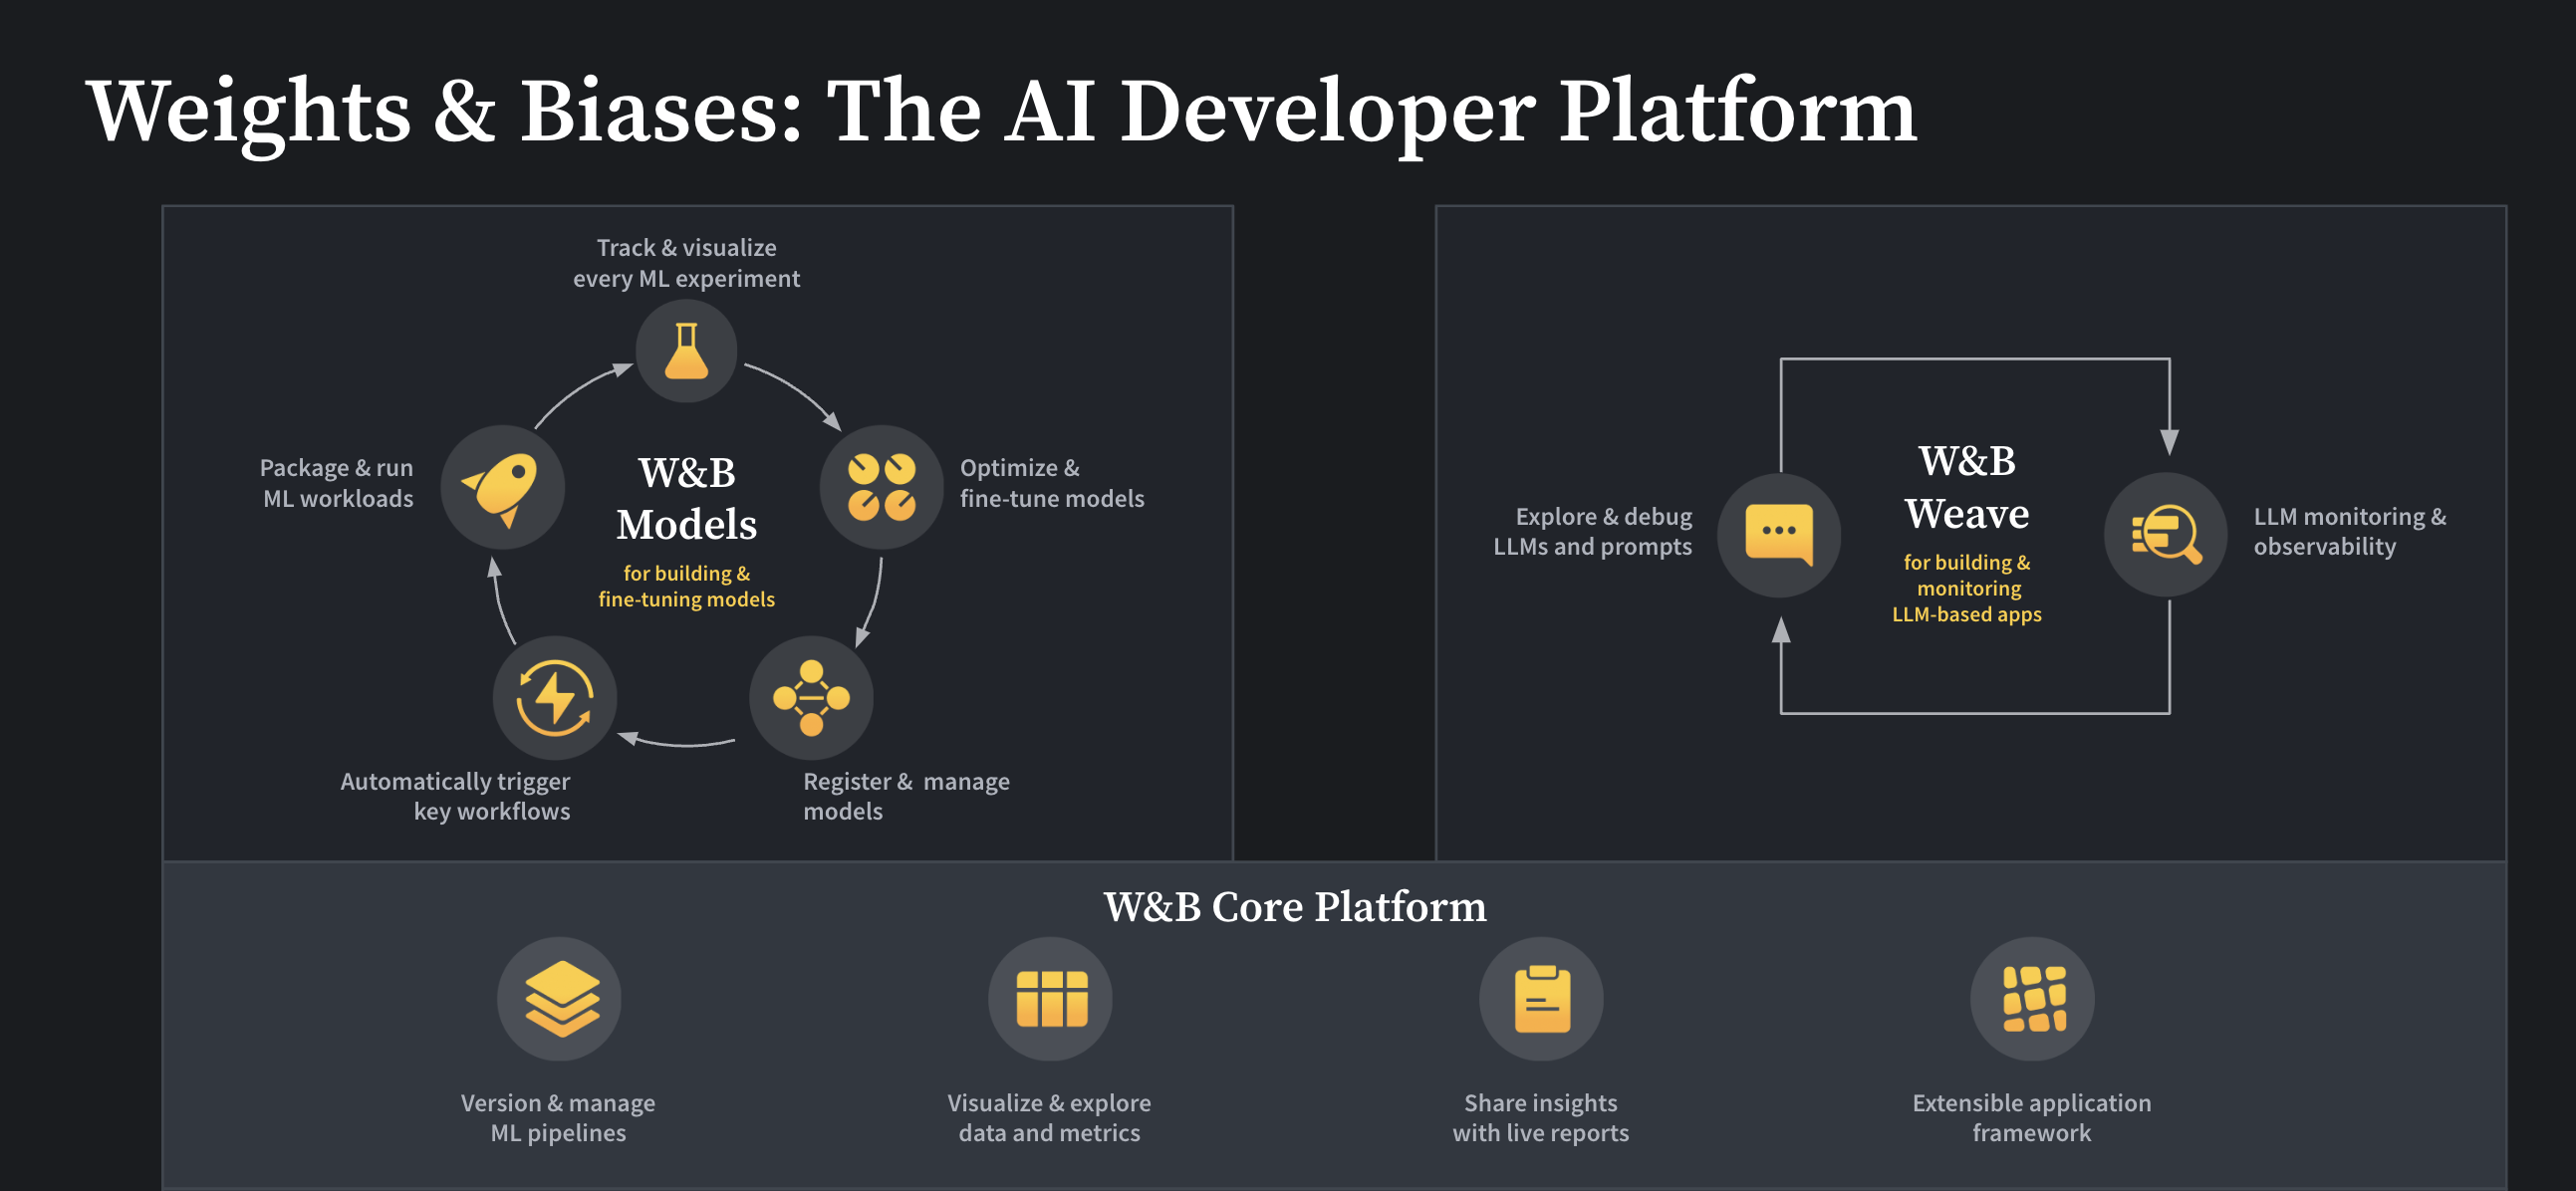 Weights & Biases: The AI Developer Platform
Track & visualize
every ML experiment
Package & run
ML workloads
W&B
Models
for building &
fine-tuning models
Optimize &
fine-tune models
Automatically trigger
key workflows
Register & manage
models
Explore & debug
LLMs and prompts
W&B
Weave
for building &
monitoring
LLM-based apps
LLM monitoring &
observability
W&B Core Platform
Version & manage
ML pipelines
Visualize & explore
data and metrics
Share insights
with live reports
Extensible application
framework